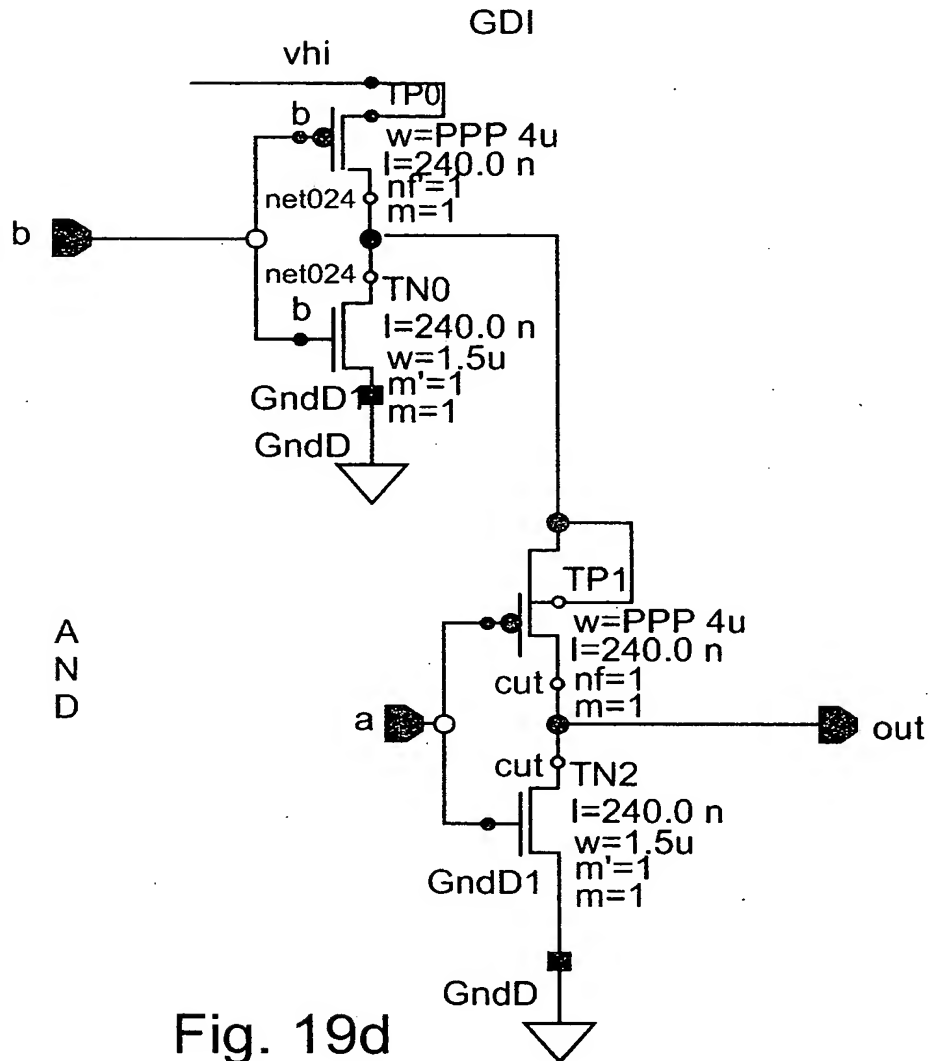 GDI
vhi
TP0
b
w=PPP 4u
l=240.0 n
nf'=1
net024
m=1
b
net024
TN0
b
l=240.0 n
w=1.5u
m'=1
GndD1
m=1
GndD
TP1
w=PPP 4u
l=240.0 n
nf=1
cut
m=1
A
N
D
a
out
cut
TN2
l=240.0 n
w=1.5u
m'=1
GndD1
m=1
GndD
Fig. 19d